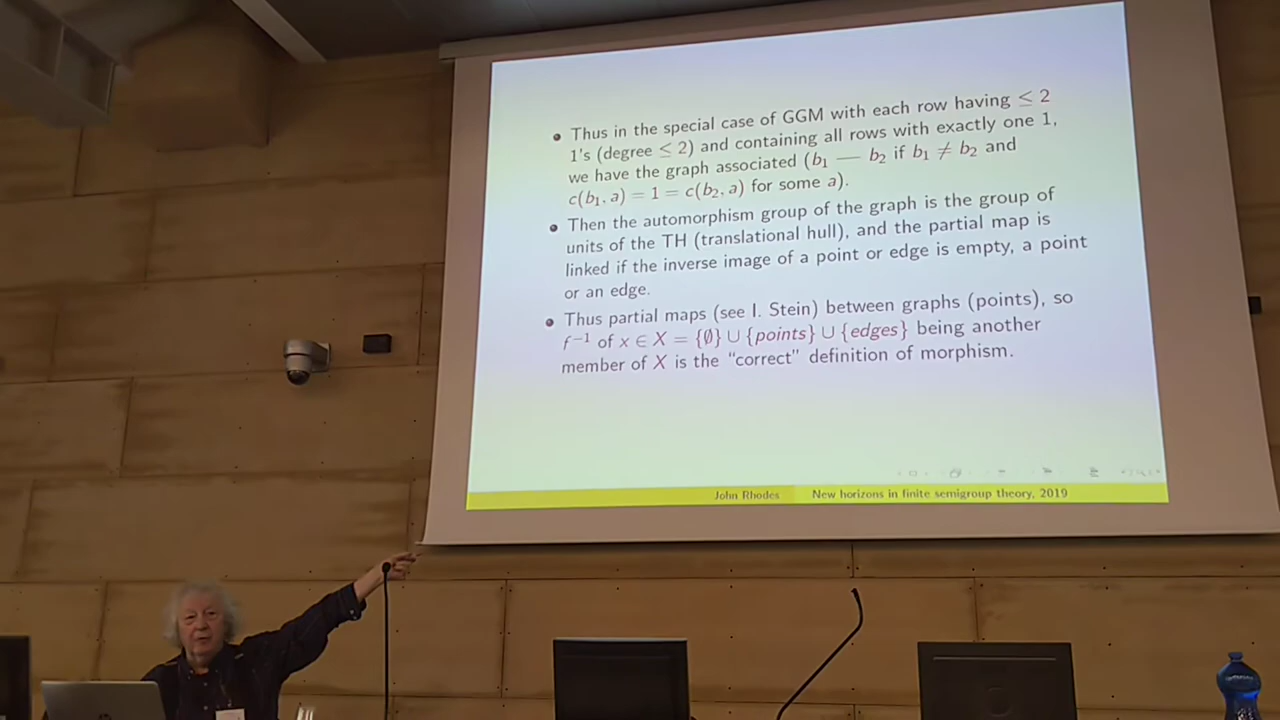 • Thus in the special case of GGM with each row having ≤ 2
1's (degree ≤ 2) and containing all rows with exactly one 1,
we have the graph associated (b₁ — b₂ if b₁ ≠ b₂ and
c(b₁, a) = 1 = c(b₂, a) for some a).
• Then the automorphism group of the graph is the group of
units of the TH (translational hull), and the partial map is
linked if the inverse image of a point or edge is empty, a point
or an edge.
• Thus partial maps (see I. Stein) between graphs (points), so
f⁻¹ of x ∈ X = {∅} ∪ {points} ∪ {edges} being another
member of X is the "correct" definition of morphism.
John Rhodes New horizons in finite semigroup theory, 2019